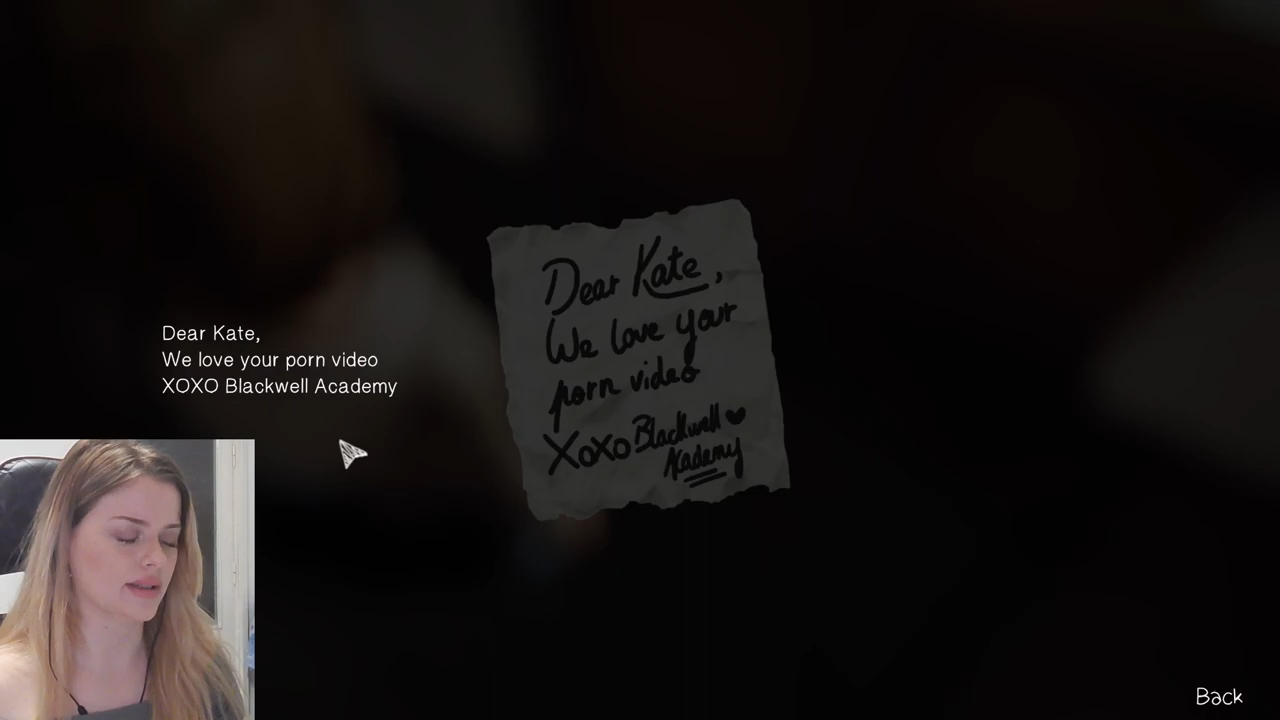 Dear Kate,
We love your porn video
XOXO Blackwell Academy
Dear Kate,
We love your
porn video
XoXo Blackwell
Academy
Back